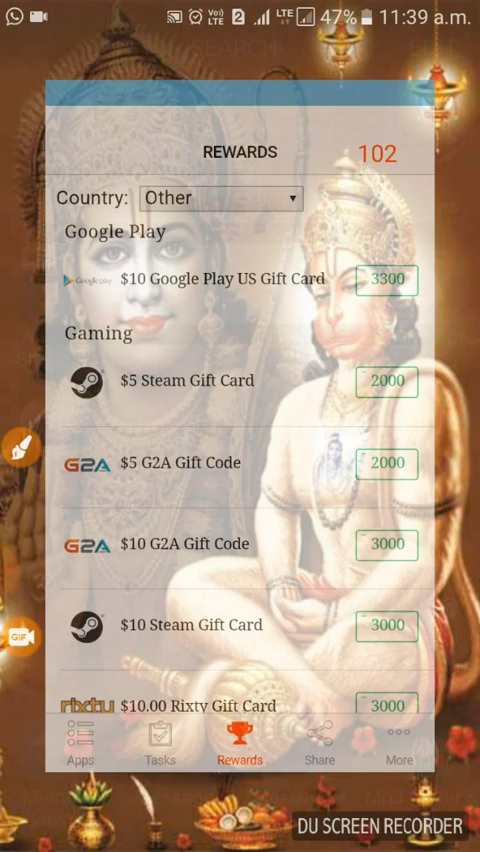 Vo))
LTE
2
LTE
47%
11:39 a.m.
REWARDS
102
Country: Other
Google Play
Google play $10 Google Play US Gift Card 3300
Gaming
$5 Steam Gift Card 2000
G2A $5 G2A Gift Code 2000
G2A $10 G2A Gift Code 3000
$10 Steam Gift Card 3000
rixty $10.00 Rixty Gift Card 3000
Apps Tasks Rewards Share More
GIF
DU SCREEN RECORDER